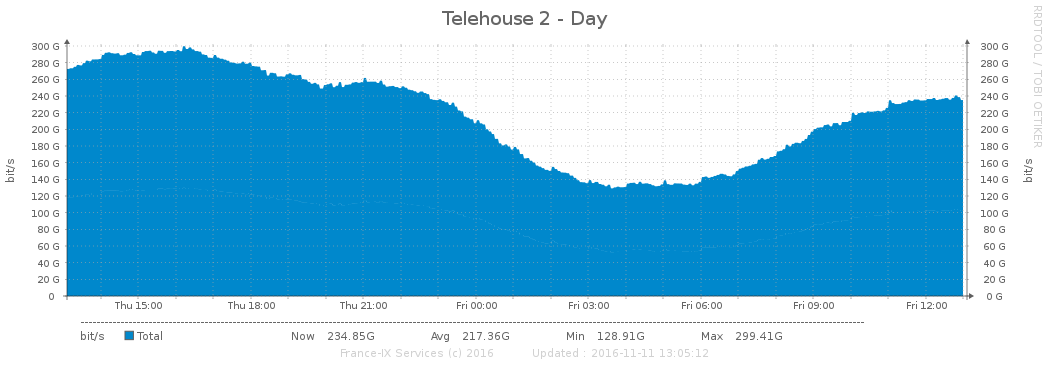 Telehouse 2 - Day
RRDTOOL / TOBI OETIKER
bit/s
300 G 300 G
280 G 280 G
260 G 260 G
240 G 240 G
220 G 220 G
200 G 200 G
180 G 180 G
160 G 160 G
140 G 140 G
120 G 120 G
100 G 100 G
80 G 80 G
60 G 60 G
40 G 40 G
20 G 20 G
0 0 G
bit/s
Thu 15:00 Thu 18:00 Thu 21:00 Fri 00:00 Fri 03:00 Fri 06:00 Fri 09:00 Fri 12:00
bit/s Total Now 234.85G Avg 217.36G Min 128.91G Max 299.41G
France-IX Services (c) 2016 Updated : 2016-11-11 13:05:12